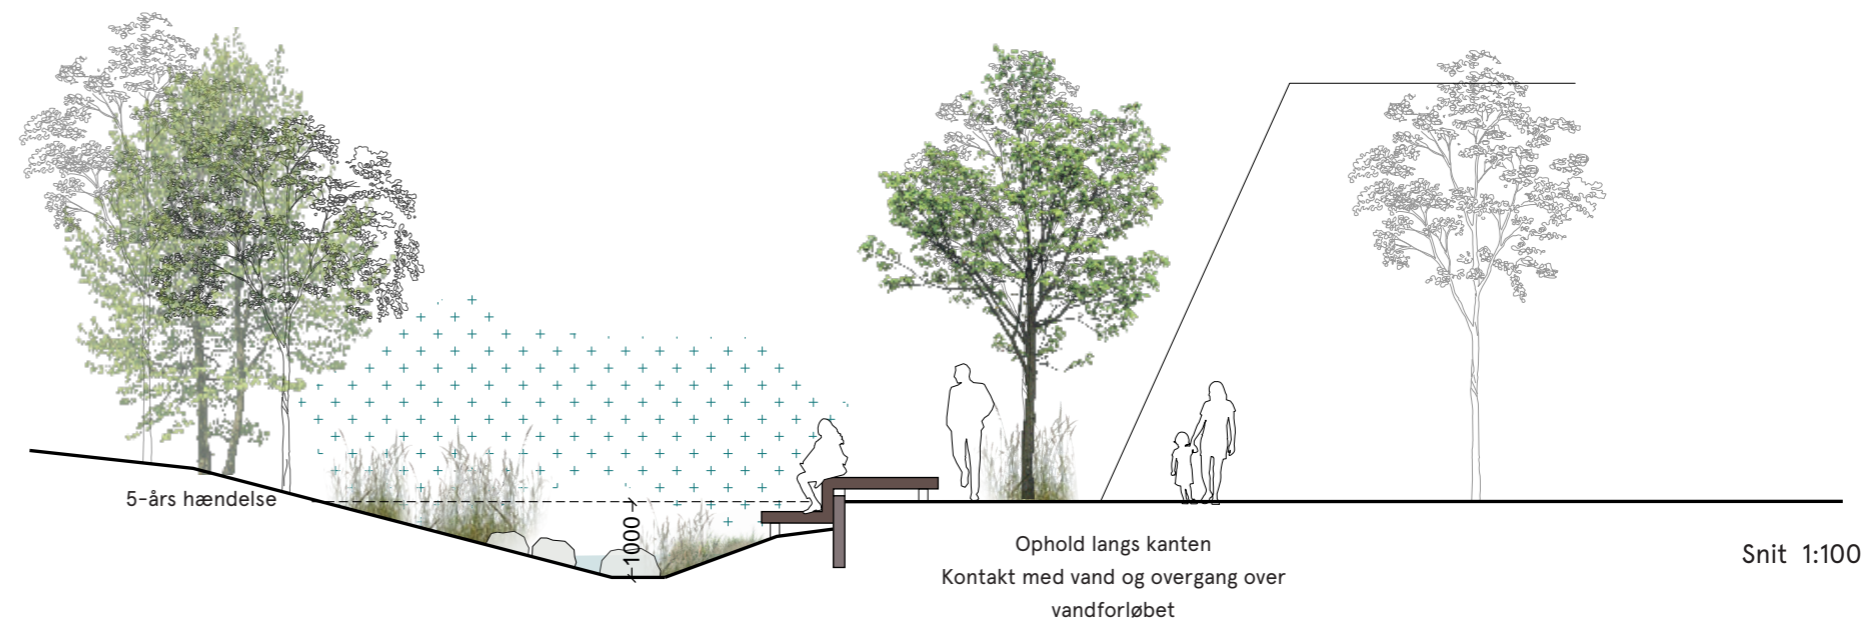 5-års hændelse
1000
Ophold langs kanten
Kontakt med vand og overgang over
vandforløbet
Snit 1:100